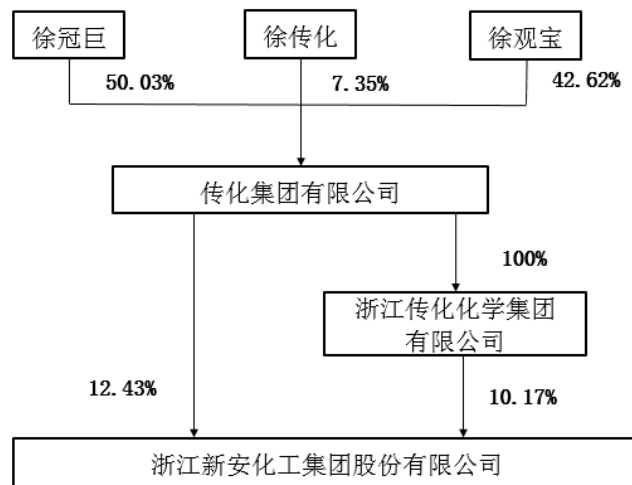 徐冠巨
徐传化
徐观宝
50.03%
7.35%
42.62%
传化集团有限公司
100%
浙江传化化学集团
有限公司
12.43%
10.17%
浙江新安化工集团股份有限公司